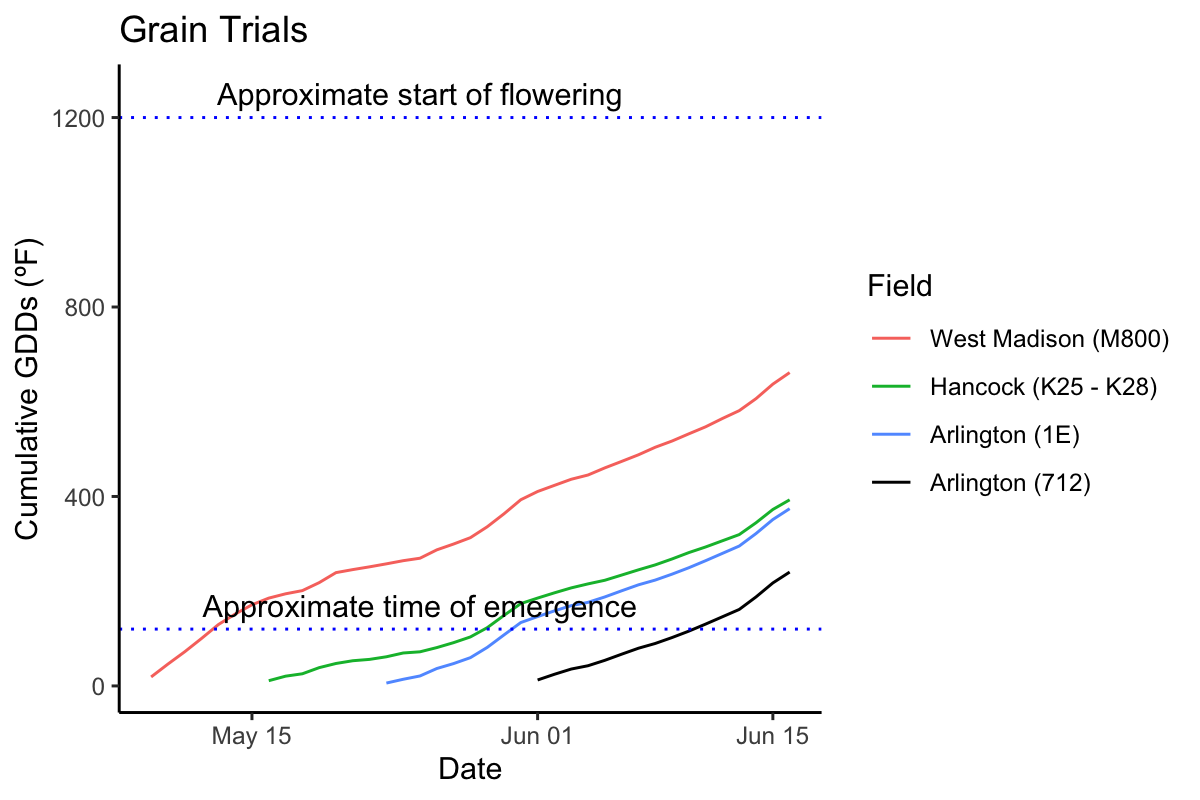 Grain Trials
Approximate start of flowering
1200
800
400
0
Approximate time of emergence
Cumulative GDDs (ºF)
May 15
Jun 01
Jun 15
Date
Field
West Madison (M800)
Hancock (K25 - K28)
Arlington (1E)
Arlington (712)